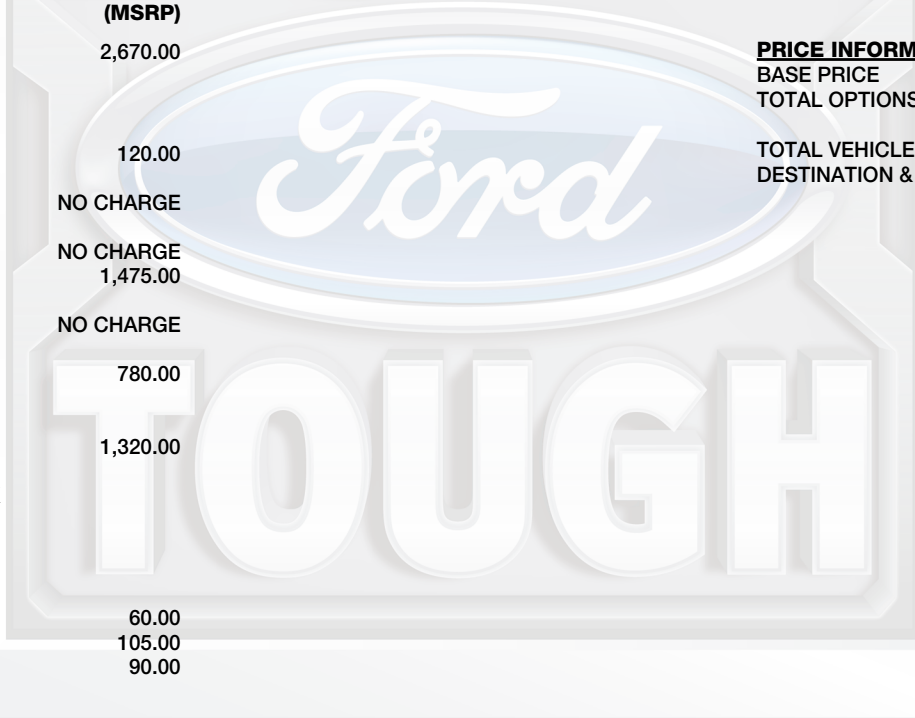 (MSRP)
2,670.00
120.00
NO CHARGE
NO CHARGE
1,475.00
NO CHARGE
780.00
1,320.00
60.00
105.00
90.00
PRICE INFORM
BASE PRICE
TOTAL OPTIONS
TOTAL VEHICLE
DESTINATION &
Ford
TOUGH